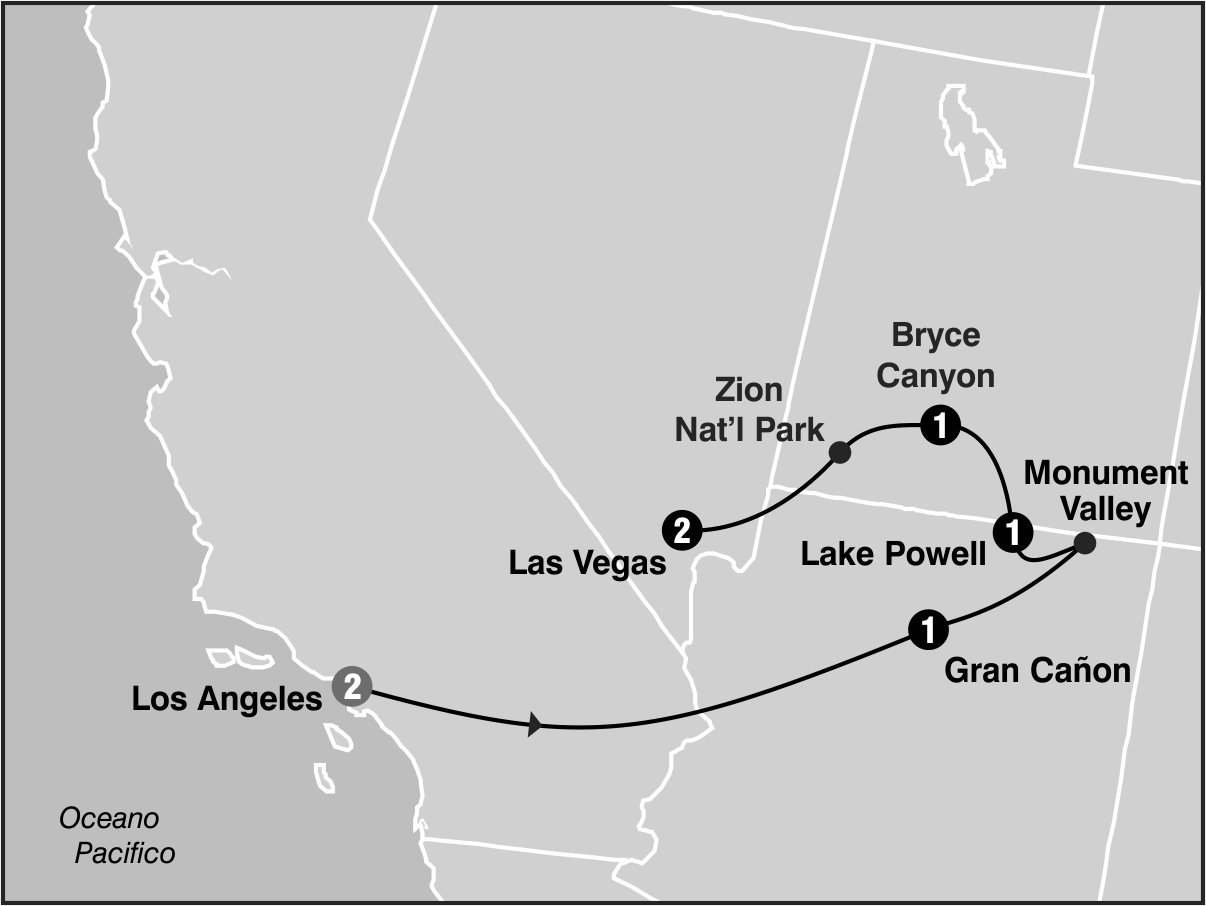 Bryce
Canyon
1
Zion
Nat’l Park
Monument
Valley
2
Las Vegas
1
Lake Powell
1
Gran Cañon
2
Los Angeles
Oceano
Pacifico